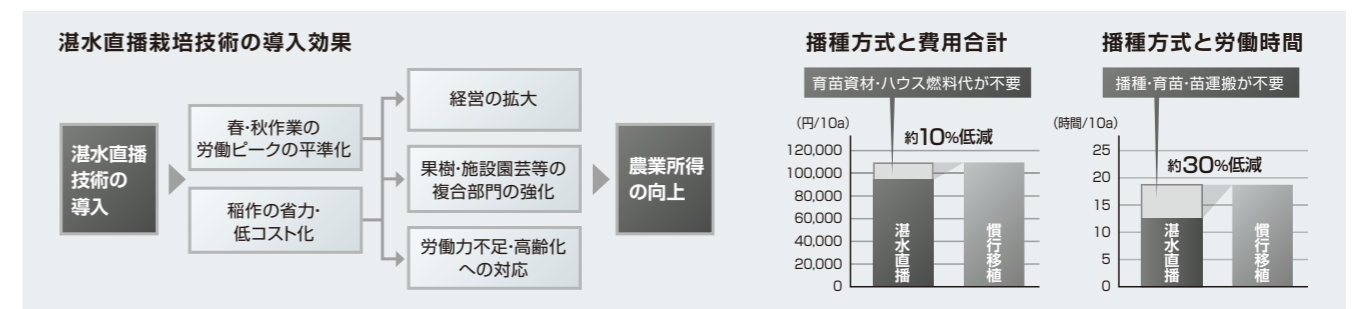 湛水直播栽培技術の導入効果
湛水直播
技術の
導入
春・秋作業の
労働ピークの平準化
稲作の省力・
低コスト化
経営の拡大
果樹・施設園芸等の
複合部門の強化
労働力不足・高齢化
への対応
農業所得
の向上
播種方式と費用合計
育苗資材・ハウス燃料代が不要
(円/10a)
約10%低減
120,000
100,000
80,000
60,000
40,000
20,000
0
湛水直播
慣行移植
播種方式と労働時間
播種・育苗・苗運搬が不要
(時間/10a)
約30%低減
25
20
15
10
5
0
湛水直播
慣行移植